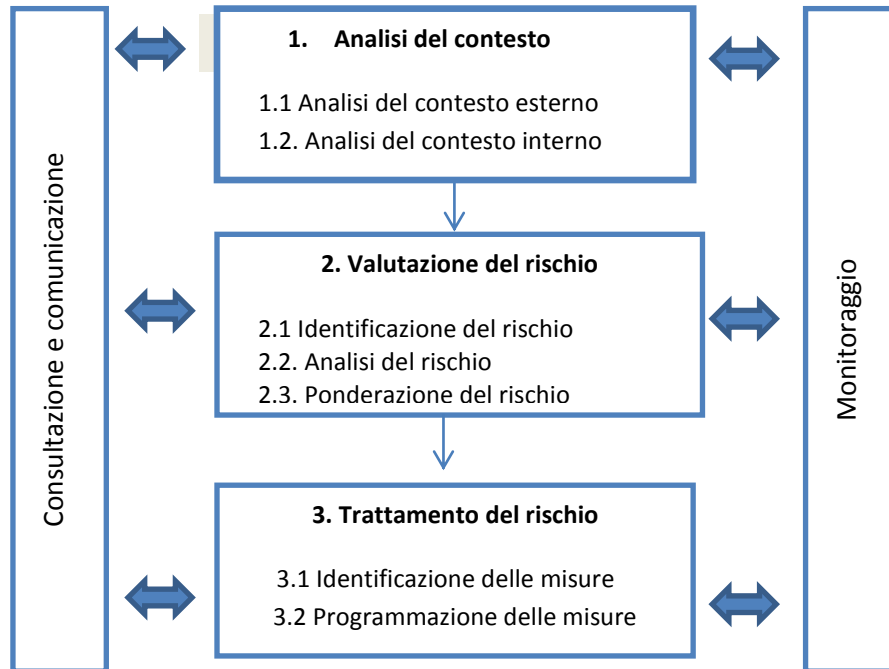 Consultazione e comunicazione
1. Analisi del contesto
1.1 Analisi del contesto esterno
1.2. Analisi del contesto interno
2. Valutazione del rischio
2.1 Identificazione del rischio
2.2. Analisi del rischio
2.3. Ponderazione del rischio
3. Trattamento del rischio
3.1 Identificazione delle misure
3.2 Programmazione delle misure
Monitoraggio